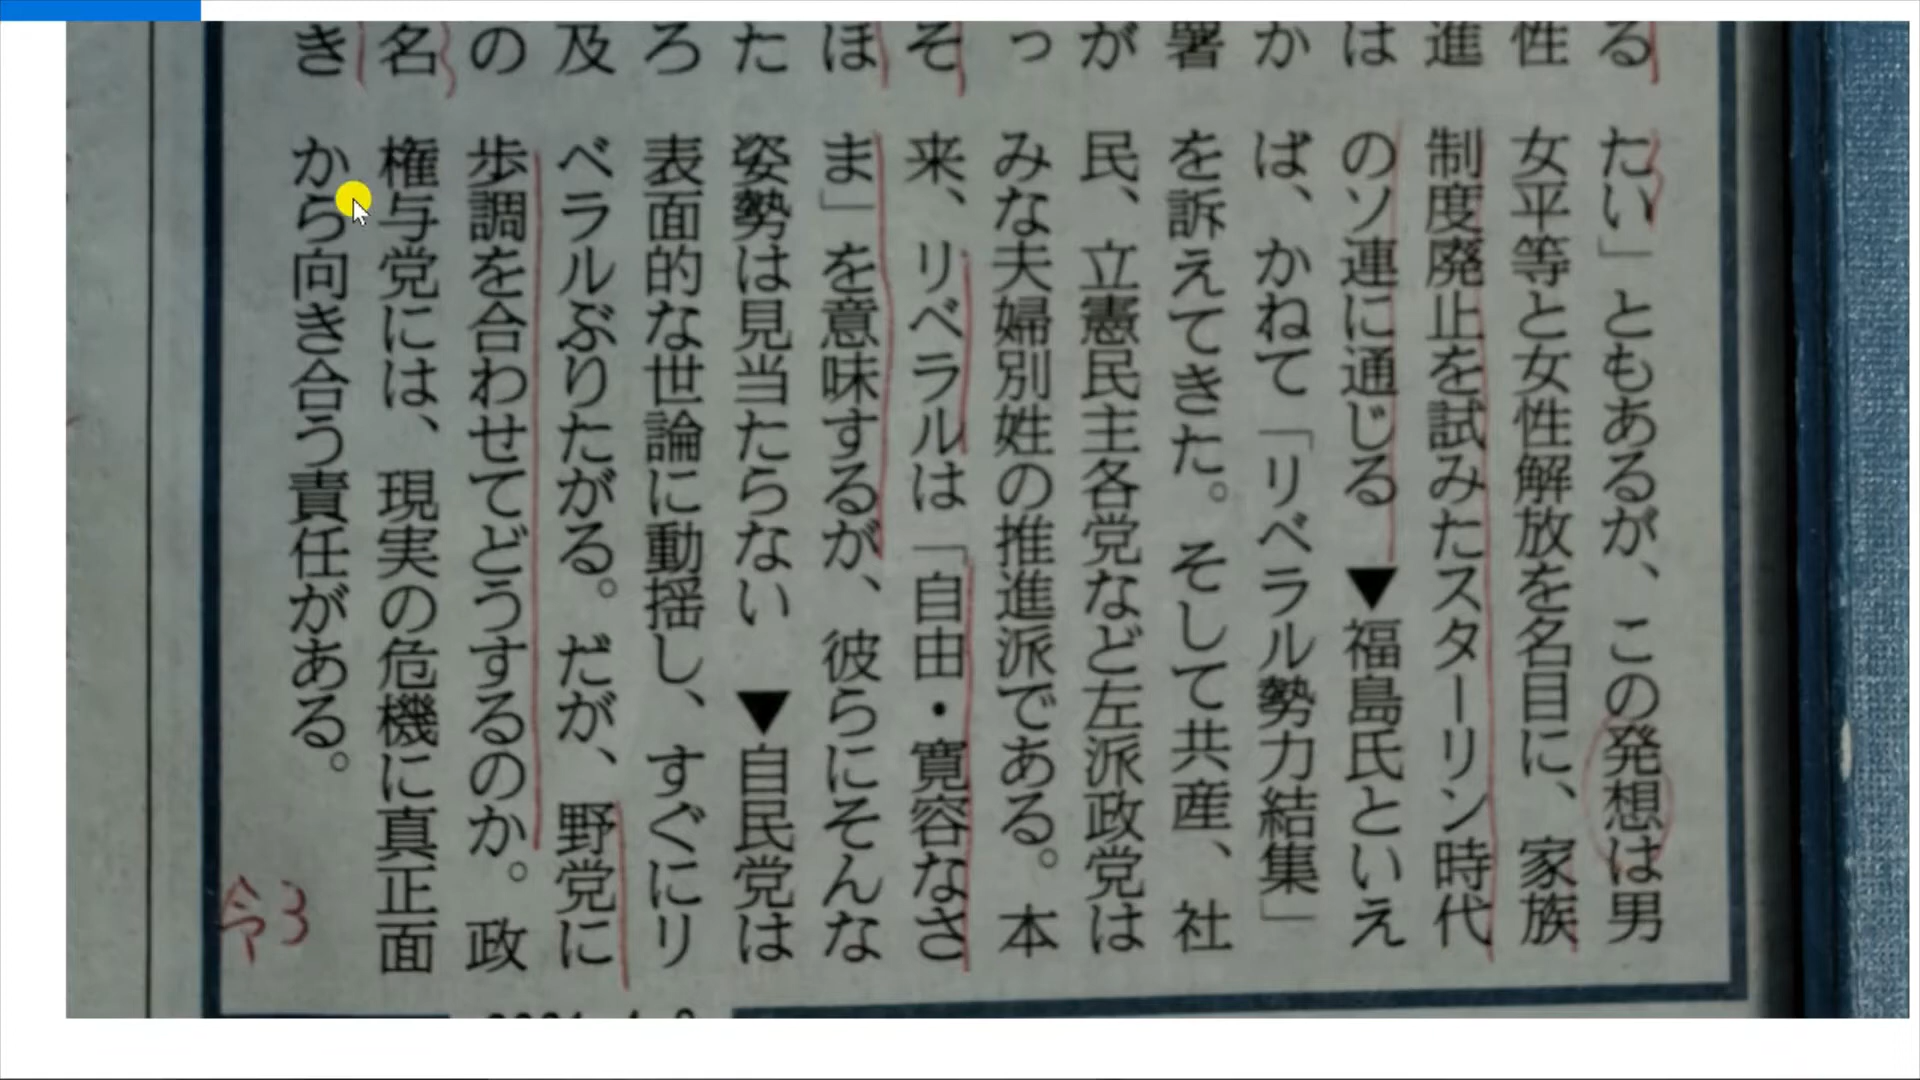 る
性
進
は
か
署
が
っ
そ
ほ
た
ろ
及
の
名
き
たい」ともあるが、この発想は男
女平等と女性解放を名目に、家族
制度廃止を試みたスターリン時代
のソ連に通じる▼福島氏といえ
ば、かねて「リベラル勢力結集」
を訴えてきた。そして共産、社
民、立憲民主各党など左派政党は
みな夫婦別姓の推進派である。本
来、リベラルは「自由・寛容なさ
ま」を意味するが、彼らにそんな
姿勢は見当たらない▼自民党は
表面的な世論に動揺し、すぐにリ
ベラルぶりたがる。だが、野党に
歩調を合わせてどうするのか。政
権与党には、現実の危機に真正面
から向き合う責任がある。
令3